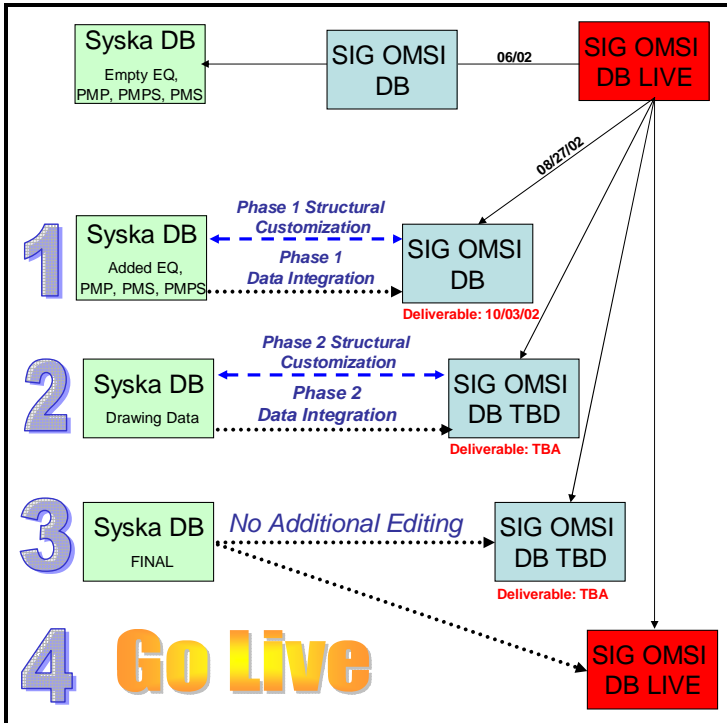 Syska DB
Empty EQ,
PMP, PMPS, PMS
SIG OMSI
DB
06/02
SIG OMSI
DB LIVE
08/27/02
1
Syska DB
Added EQ,
PMP, PMS, PMPS
Phase 1 Structural
Customization
Phase 1
Data Integration
SIG OMSI
DB
Deliverable: 10/03/02
2
Syska DB
Drawing Data
Phase 2 Structural
Customization
Phase 2
Data Integration
SIG OMSI
DB TBD
Deliverable: TBA
3
Syska DB
FINAL
No Additional Editing
SIG OMSI
DB TBD
Deliverable: TBA
4
Go Live
SIG OMSI
DB LIVE